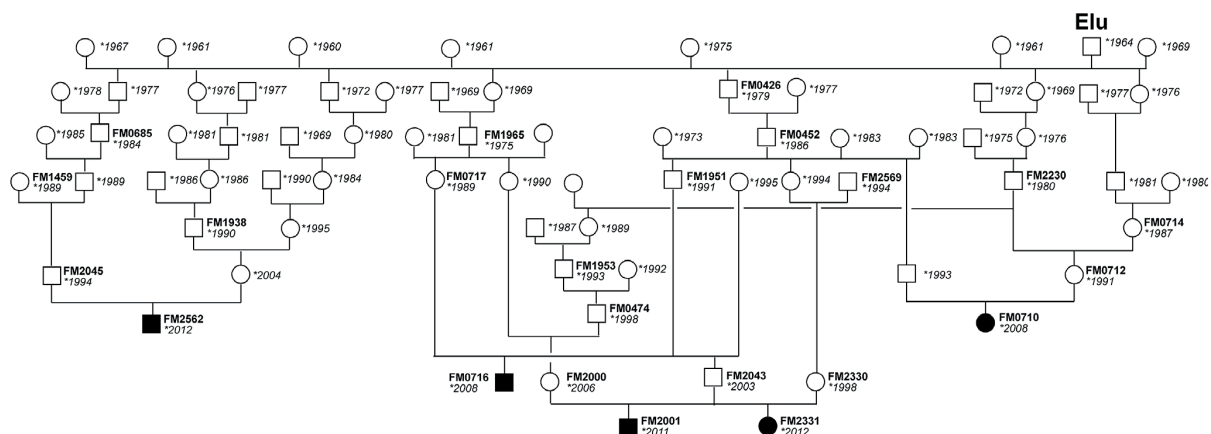 Elu
*1967
*1961
*1960
*1961
*1975
*1961
*1964
*1969
*1978
*1977
*1976
*1977
*1972
*1977
*1969
*1969
FM0426
*1979
*1977
*1972
*1969
*1977
*1976
*1985
FM0685
*1984
*1981
*1981
*1969
*1980
*1981
FM1965
*1975
*1973
FM0452
*1986
*1983
*1983
*1975
*1976
FM1459
*1989
*1989
*1986
*1986
*1990
*1984
FM0717
*1989
*1990
FM1951
*1991
*1995
*1994
FM2569
*1994
FM2230
*1980
*1981
*1980
FM1938
*1990
*1995
*1987
*1989
FM0714
*1987
FM2045
*1994
*2004
FM1953
*1993
*1992
*1993
FM0712
*1991
FM2562
*2012
FM0474
*1998
FM0710
*2008
FM0716
*2008
FM2000
*2006
FM2043
*2003
FM2330
*1998
FM2001
*2011
FM2331
*2012